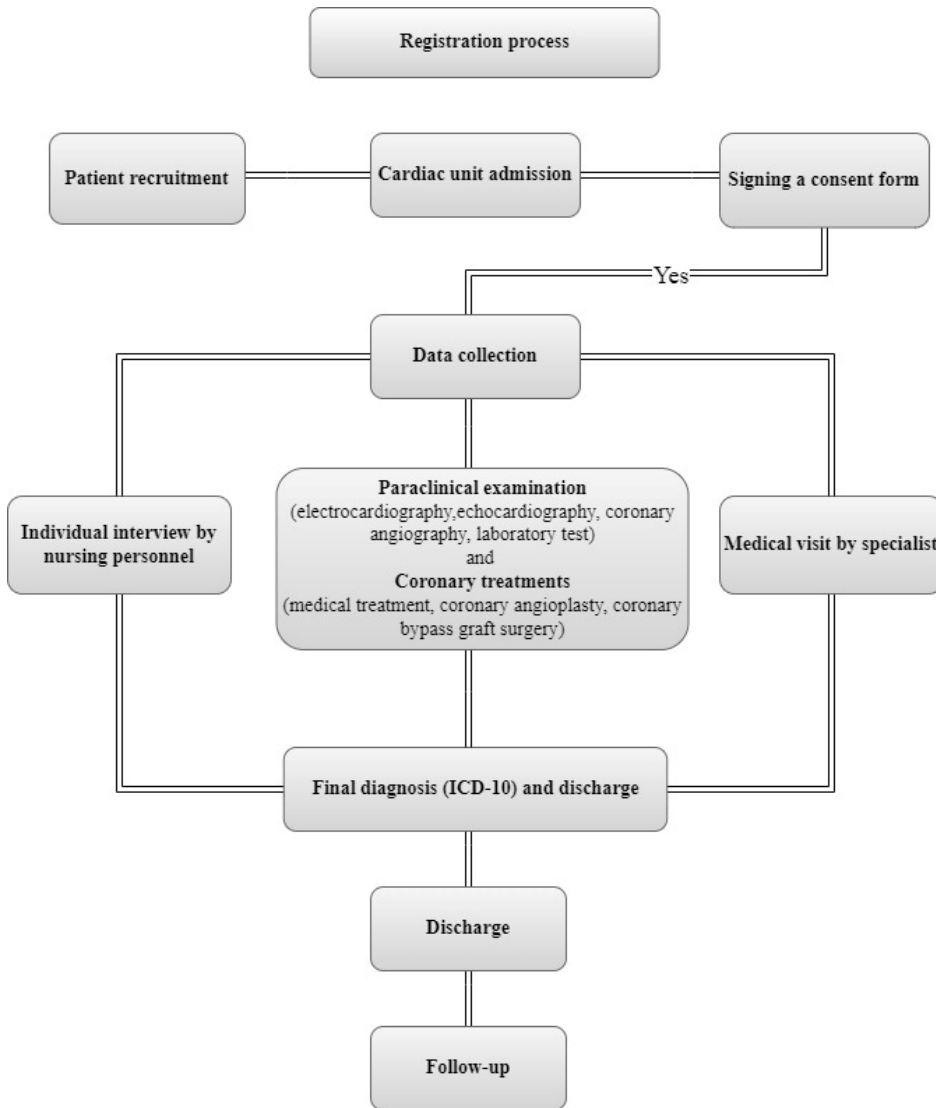 Registration process
Patient recruitment
Cardiac unit admission
Signing a consent form
Yes
Data collection
Individual interview by
nursing personnel
Paraclinical examination
(electrocardiography,echocardiography, coronary
angiography, laboratory test)
and
Coronary treatments
(medical treatment, coronary angioplasty, coronary
bypass graft surgery)
Medical visit by specialist
Final diagnosis (ICD-10) and discharge
Discharge
Follow-up